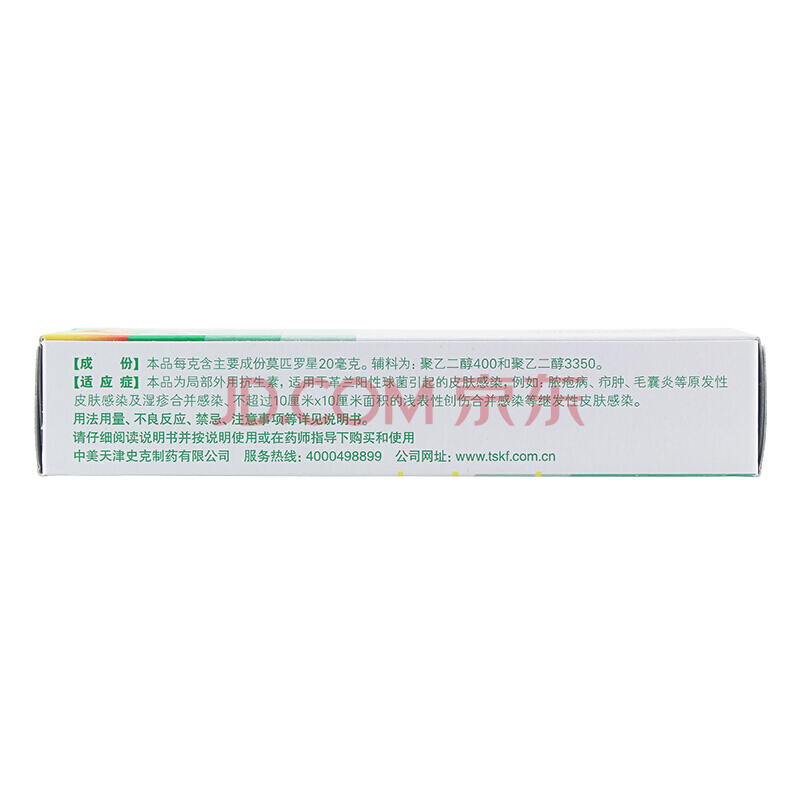 【成 份】本品每克含主要成份莫匹罗星20毫克。辅料为：聚乙二醇400和聚乙二醇3350。
【适 应 症】本品为局部外用抗生素，适用于革兰阳性球菌引起的皮肤感染，例如：脓疱病、疖肿、毛囊炎等原发性
皮肤感染及湿疹合并感染、不超过10厘米x10厘米面积的浅表性创伤合并感染等继发性皮肤感染。
JD.COM 京东
用法用量、不良反应、禁忌、注意事项等详见说明书。
请仔细阅读说明书并按说明使用或在药师指导下购买和使用
中美天津史克制药有限公司 服务热线：4000498899 公司网址：www.tskf.com.cn